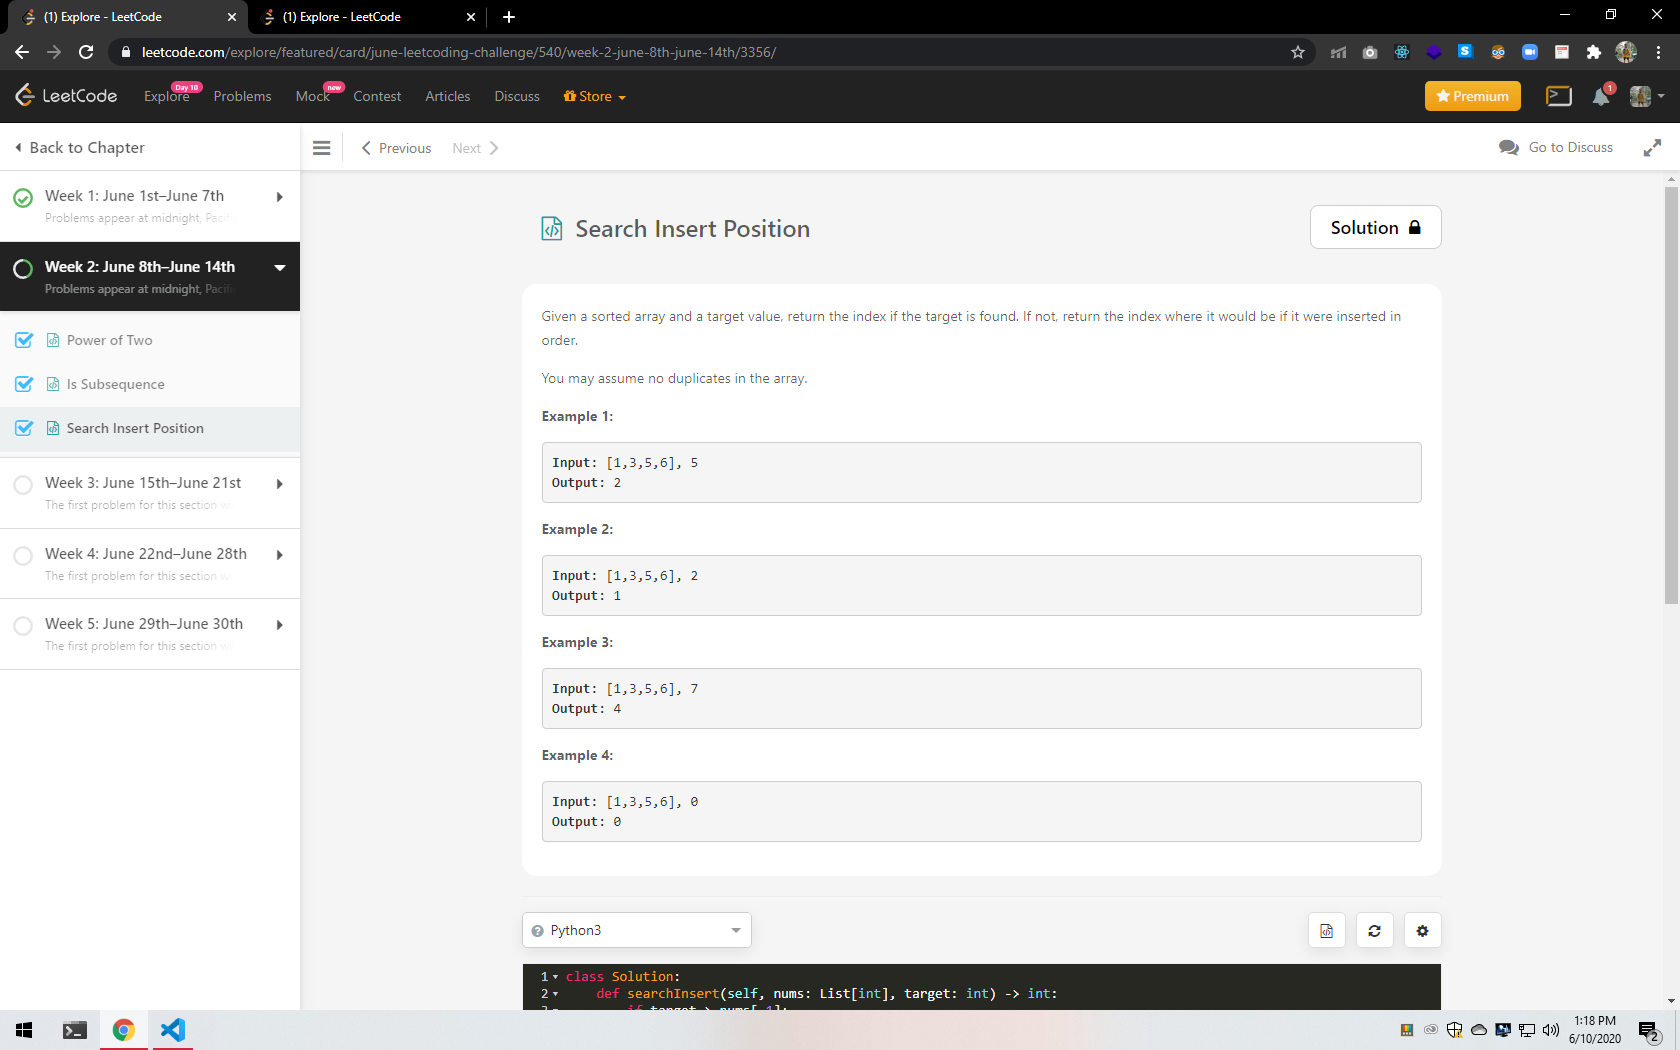 (1) Explore - LeetCode
(1) Explore - LeetCode
leetcode.com/explore/featured/card/june-leetcoding-challenge/540/week-2-june-8th-june-14th/3356/
LeetCode
Explore
Day 10
Problems
Mock
new
Contest
Articles
Discuss
Store
Premium
1
Back to Chapter
Previous
Next
Go to Discuss
Week 1: June 1st–June 7th
Problems appear at midnight, Pacifi
Week 2: June 8th–June 14th
Problems appear at midnight, Pacifi
Power of Two
Is Subsequence
Search Insert Position
Week 3: June 15th–June 21st
The first problem for this section w
Week 4: June 22nd–June 28th
The first problem for this section w
Week 5: June 29th–June 30th
The first problem for this section w
Search Insert Position
Solution
Given a sorted array and a target value, return the index if the target is found. If not, return the index where it would be if it were inserted in
order.
You may assume no duplicates in the array.
Example 1:
Input: [1,3,5,6], 5
Output: 2
Example 2:
Input: [1,3,5,6], 2
Output: 1
Example 3:
Input: [1,3,5,6], 7
Output: 4
Example 4:
Input: [1,3,5,6], 0
Output: 0
Python3
1 class Solution:
2 def searchInsert(self, nums: List[int], target: int) -> int:
if target > nums[-1]:
1:18 PM
6/10/2020
2